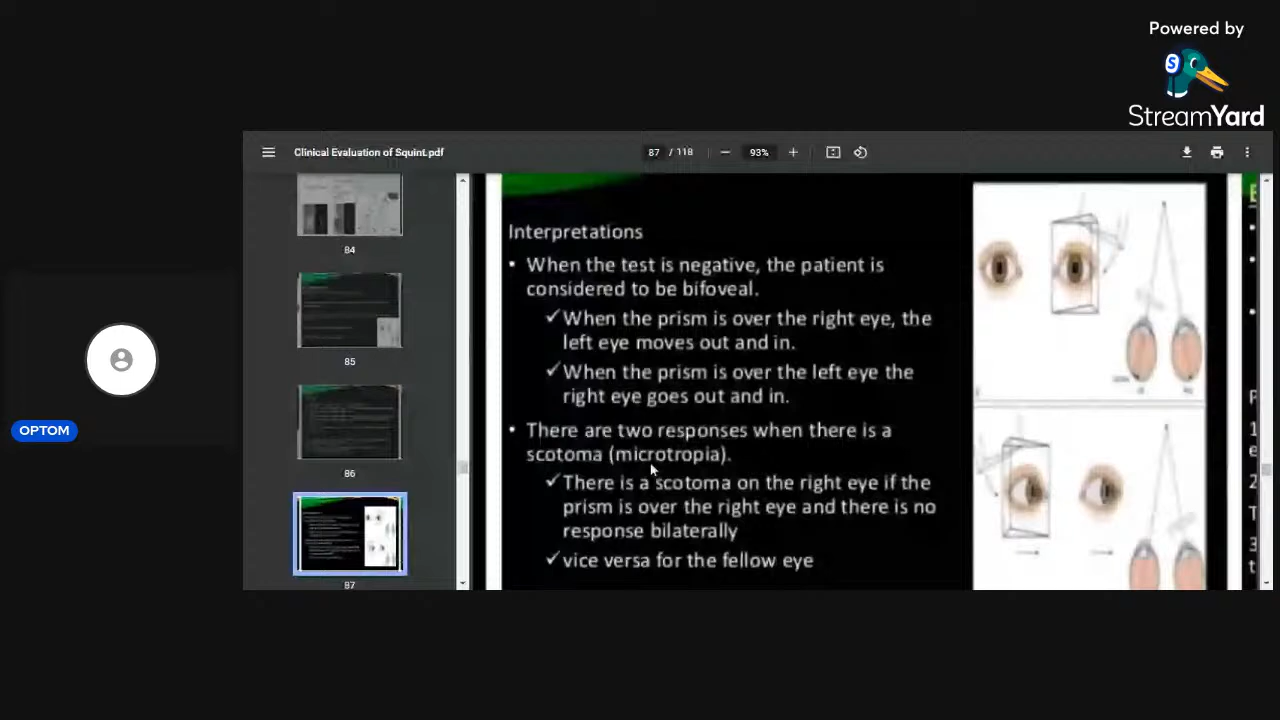 Powered by
StreamYard
Clinical Evaluation of Squint.pdf
87 / 118
93%
84
85
86
87
Interpretations
• When the test is negative, the patient is
considered to be bifoveal.
✓When the prism is over the right eye, the
left eye moves out and in.
✓When the prism is over the left eye the
right eye goes out and in.
• There are two responses when there is a
scotoma (microtropia).
✓There is a scotoma on the right eye if the
prism is over the right eye and there is no
response bilaterally
✓vice versa for the fellow eye
OPTOM